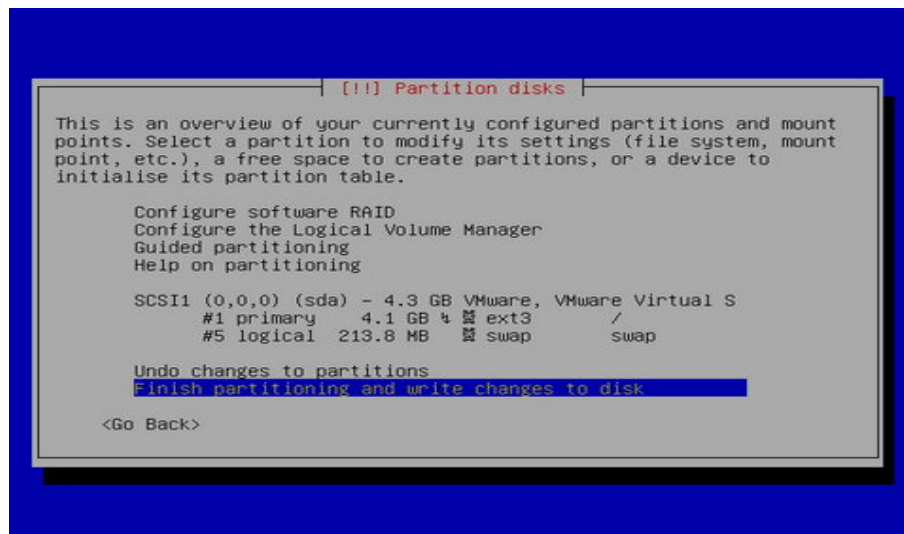 [!!] Partition disks
This is an overview of your currently configured partitions and mount
points. Select a partition to modify its settings (file system, mount
point, etc.), a free space to create partitions, or a device to
initialise its partition table.
Configure software RAID
Configure the Logical Volume Manager
Guided partitioning
Help on partitioning
SCSI1 (0,0,0) (sda) - 4.3 GB VMware, VMware Virtual S
#1 primary 4.1 GB ext3 /
#5 logical 213.8 MB swap swap
Undo changes to partitions
Finish partitioning and write changes to disk
<Go Back>